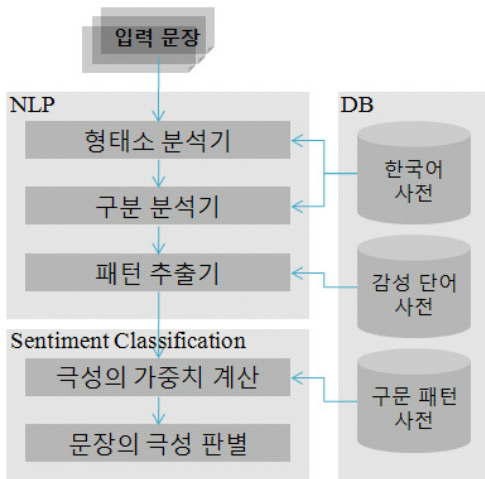 입력 문장
NLP
형태소 분석기
구분 분석기
패턴 추출기
Sentiment Classification
극성의 가중치 계산
문장의 극성 판별
DB
한국어
사전
감성 단어
사전
구문 패턴
사전